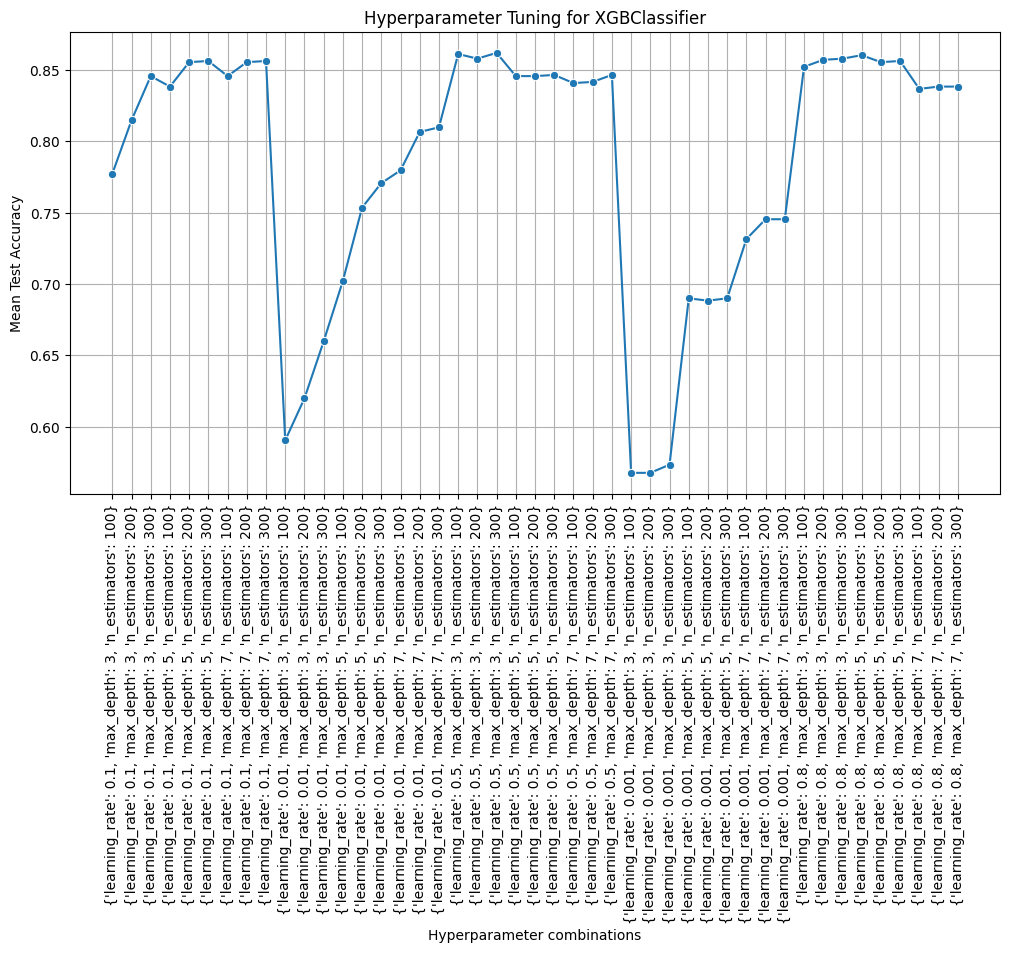 Hyperparameter Tuning for XGBClassifier
Mean Test Accuracy
0.85
0.80
0.75
0.70
0.65
0.60
{'learning_rate': 0.1, 'max_depth': 3, 'n_estimators': 100}
{'learning_rate': 0.1, 'max_depth': 3, 'n_estimators': 200}
{'learning_rate': 0.1, 'max_depth': 3, 'n_estimators': 300}
{'learning_rate': 0.1, 'max_depth': 5, 'n_estimators': 100}
{'learning_rate': 0.1, 'max_depth': 5, 'n_estimators': 200}
{'learning_rate': 0.1, 'max_depth': 5, 'n_estimators': 300}
{'learning_rate': 0.1, 'max_depth': 7, 'n_estimators': 100}
{'learning_rate': 0.1, 'max_depth': 7, 'n_estimators': 200}
{'learning_rate': 0.1, 'max_depth': 7, 'n_estimators': 300}
{'learning_rate': 0.01, 'max_depth': 3, 'n_estimators': 100}
{'learning_rate': 0.01, 'max_depth': 3, 'n_estimators': 200}
{'learning_rate': 0.01, 'max_depth': 3, 'n_estimators': 300}
{'learning_rate': 0.01, 'max_depth': 5, 'n_estimators': 100}
{'learning_rate': 0.01, 'max_depth': 5, 'n_estimators': 200}
{'learning_rate': 0.01, 'max_depth': 5, 'n_estimators': 300}
{'learning_rate': 0.01, 'max_depth': 7, 'n_estimators': 100}
{'learning_rate': 0.01, 'max_depth': 7, 'n_estimators': 200}
{'learning_rate': 0.01, 'max_depth': 7, 'n_estimators': 300}
{'learning_rate': 0.5, 'max_depth': 3, 'n_estimators': 100}
{'learning_rate': 0.5, 'max_depth': 3, 'n_estimators': 200}
{'learning_rate': 0.5, 'max_depth': 3, 'n_estimators': 300}
{'learning_rate': 0.5, 'max_depth': 5, 'n_estimators': 100}
{'learning_rate': 0.5, 'max_depth': 5, 'n_estimators': 200}
{'learning_rate': 0.5, 'max_depth': 5, 'n_estimators': 300}
{'learning_rate': 0.5, 'max_depth': 7, 'n_estimators': 100}
{'learning_rate': 0.5, 'max_depth': 7, 'n_estimators': 200}
{'learning_rate': 0.5, 'max_depth': 7, 'n_estimators': 300}
{'learning_rate': 0.001, 'max_depth': 3, 'n_estimators': 100}
{'learning_rate': 0.001, 'max_depth': 3, 'n_estimators': 200}
{'learning_rate': 0.001, 'max_depth': 3, 'n_estimators': 300}
{'learning_rate': 0.001, 'max_depth': 5, 'n_estimators': 100}
{'learning_rate': 0.001, 'max_depth': 5, 'n_estimators': 200}
{'learning_rate': 0.001, 'max_depth': 5, 'n_estimators': 300}
{'learning_rate': 0.001, 'max_depth': 7, 'n_estimators': 100}
{'learning_rate': 0.001, 'max_depth': 7, 'n_estimators': 200}
{'learning_rate': 0.001, 'max_depth': 7, 'n_estimators': 300}
{'learning_rate': 0.8, 'max_depth': 3, 'n_estimators': 100}
{'learning_rate': 0.8, 'max_depth': 3, 'n_estimators': 200}
{'learning_rate': 0.8, 'max_depth': 3, 'n_estimators': 300}
{'learning_rate': 0.8, 'max_depth': 5, 'n_estimators': 100}
{'learning_rate': 0.8, 'max_depth': 5, 'n_estimators': 200}
{'learning_rate': 0.8, 'max_depth': 5, 'n_estimators': 300}
{'learning_rate': 0.8, 'max_depth': 7, 'n_estimators': 100}
{'learning_rate': 0.8, 'max_depth': 7, 'n_estimators': 200}
{'learning_rate': 0.8, 'max_depth': 7, 'n_estimators': 300}
Hyperparameter combinations